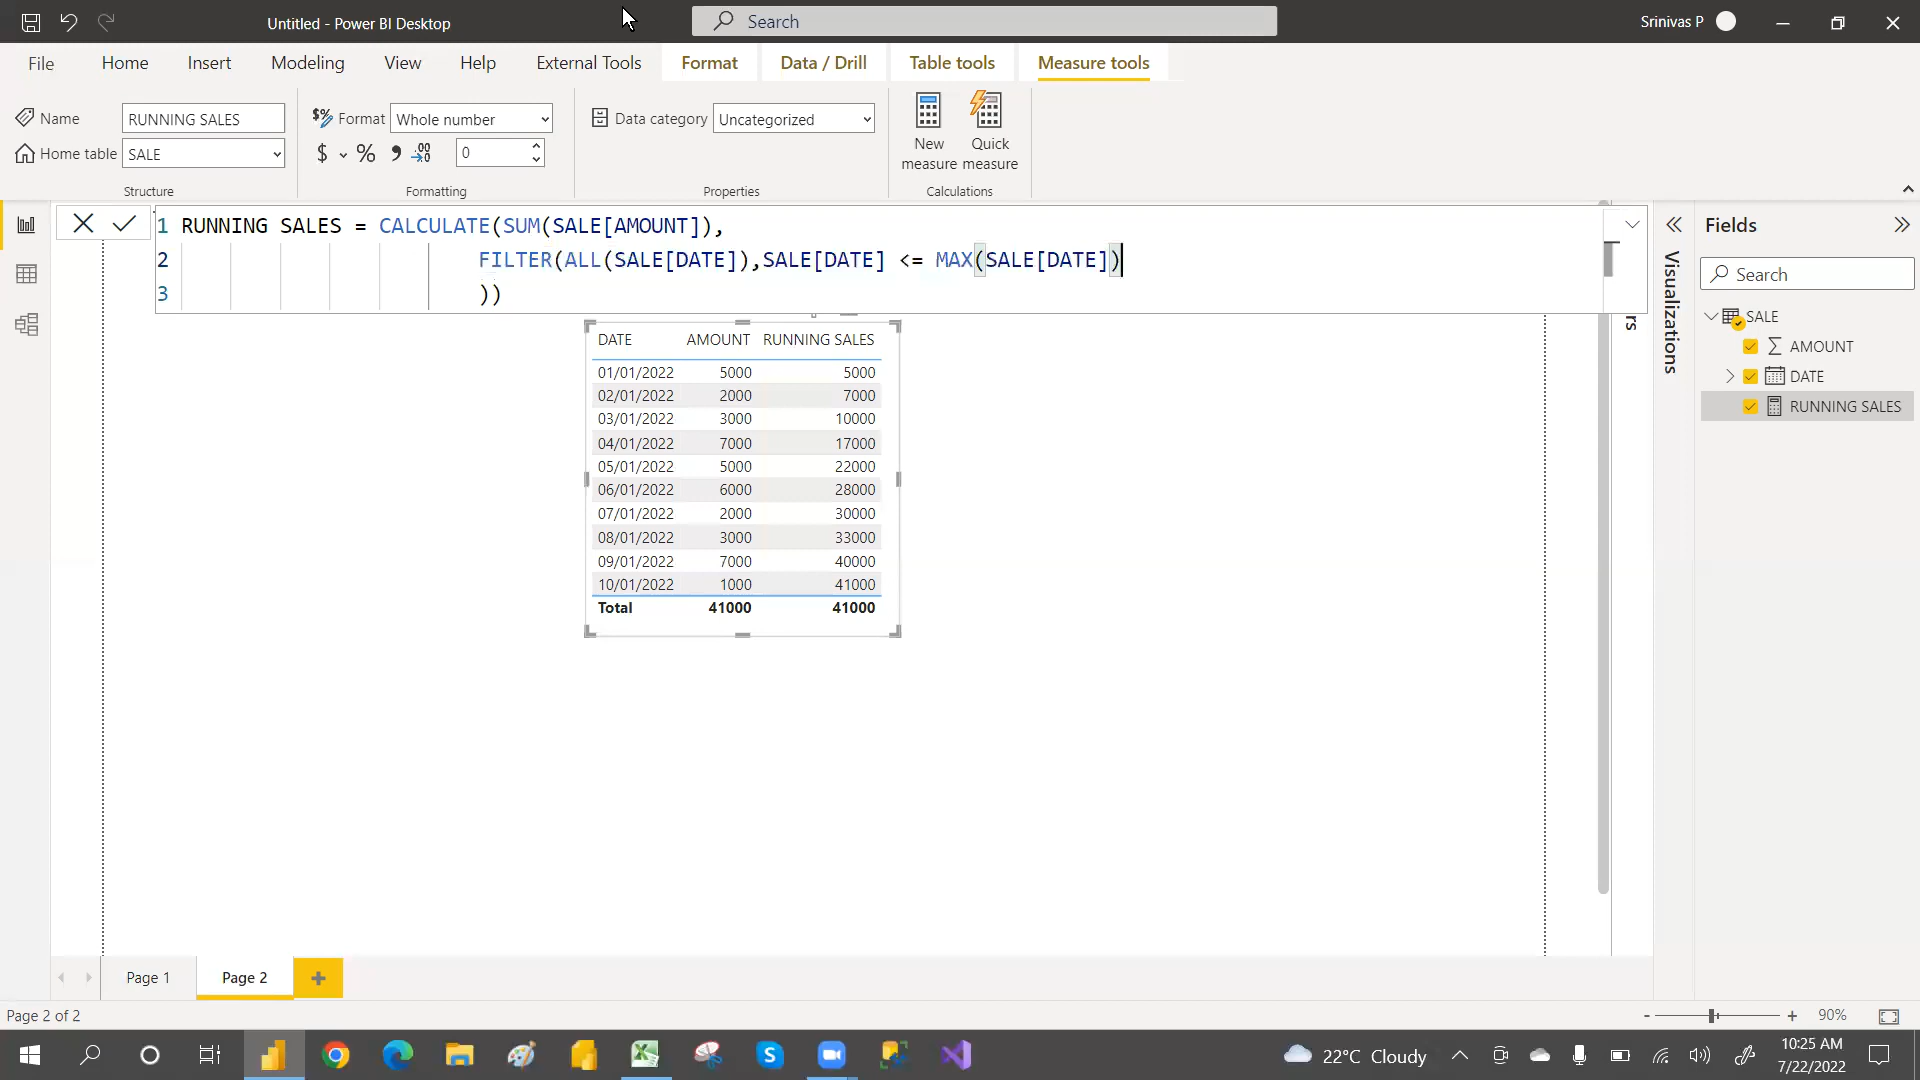 Untitled - Power BI Desktop
Search
Srinivas P
File
Home
Insert
Modeling
View
Help
External Tools
Format
Data / Drill
Table tools
Measure tools
Name
RUNNING SALES
Format
Whole number
Data category
Uncategorized
Home table
SALE
$
%
0
New measure
Quick measure
Structure
Formatting
Properties
Calculations
1 RUNNING SALES = CALCULATE(SUM(SALE[AMOUNT]),
2 FILTER(ALL(SALE[DATE]),SALE[DATE] <= MAX(SALE[DATE])
3 ))
DATE AMOUNT RUNNING SALES
01/01/2022 5000 5000
02/01/2022 2000 7000
03/01/2022 3000 10000
04/01/2022 7000 17000
05/01/2022 5000 22000
06/01/2022 6000 28000
07/01/2022 2000 30000
08/01/2022 3000 33000
09/01/2022 7000 40000
10/01/2022 1000 41000
Total 41000 41000
rs
Visualizations
Fields
Search
SALE
AMOUNT
DATE
RUNNING SALES
Page 1
Page 2
Page 2 of 2
- + 90%
22°C Cloudy
10:25 AM
7/22/2022